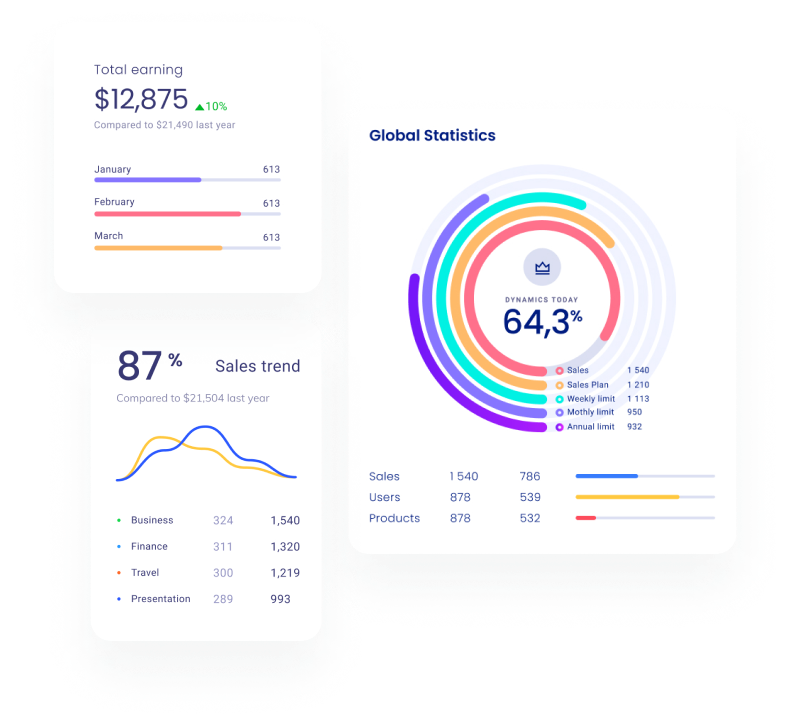 Total earning
$12,875 ▲10%
Compared to $21,490 last year
January 613
February 613
March 613
87 % Sales trend
Compared to $21,504 last year
Business 324 1,540
Finance 311 1,320
Travel 300 1,219
Presentation 289 993
Global Statistics
DYNAMICS TODAY
64,3%
Sales 1 540
Sales Plan 1 210
Weekly limit 1 113
Mothly limit 950
Annual limit 932
Sales 1 540 786
Users 878 539
Products 878 532